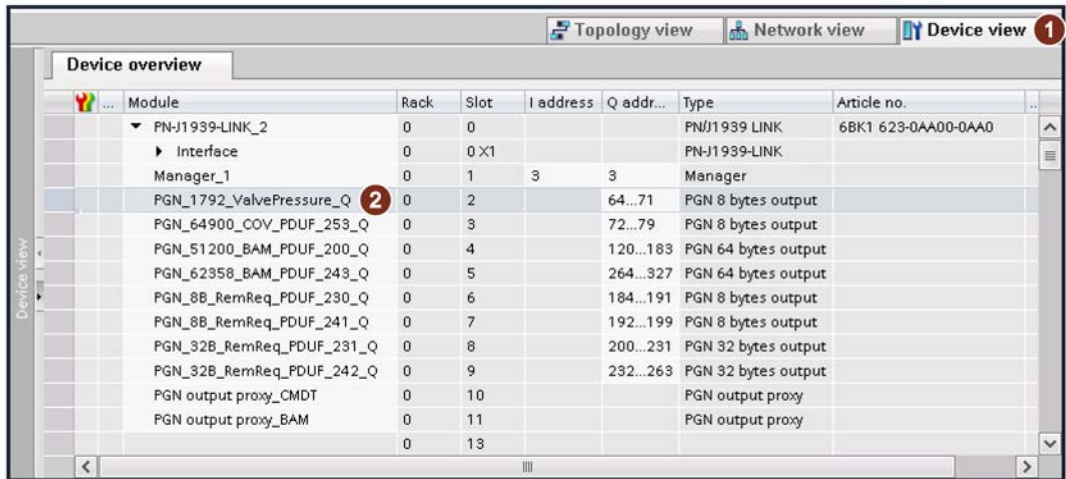 Topology view Network view Device view 1
Device overview
... Module Rack Slot I address Q addr... Type Article no. ..
PN-J1939-LINK_2 0 0 PN/J1939 LINK 6BK1 623-0AA00-0AA0
Interface 0 0 X1 PN-J1939-LINK
Manager_1 0 1 3 3 Manager
PGN_1792_ValvePressure_Q 2 0 2 64...71 PGN 8 bytes output
PGN_64900_COV_PDUF_253_Q 0 3 72...79 PGN 8 bytes output
PGN_51200_BAM_PDUF_200_Q 0 4 120...183 PGN 64 bytes output
PGN_62358_BAM_PDUF_243_Q 0 5 264...327 PGN 64 bytes output
PGN_8B_RemReq_PDUF_230_Q 0 6 184...191 PGN 8 bytes output
PGN_8B_RemReq_PDUF_241_Q 0 7 192...199 PGN 8 bytes output
PGN_32B_RemReq_PDUF_231_Q 0 8 200...231 PGN 32 bytes output
PGN_32B_RemReq_PDUF_242_Q 0 9 232...263 PGN 32 bytes output
PGN output proxy_CMDT 0 10 PGN output proxy
PGN output proxy_BAM 0 11 PGN output proxy
0 13
Device view